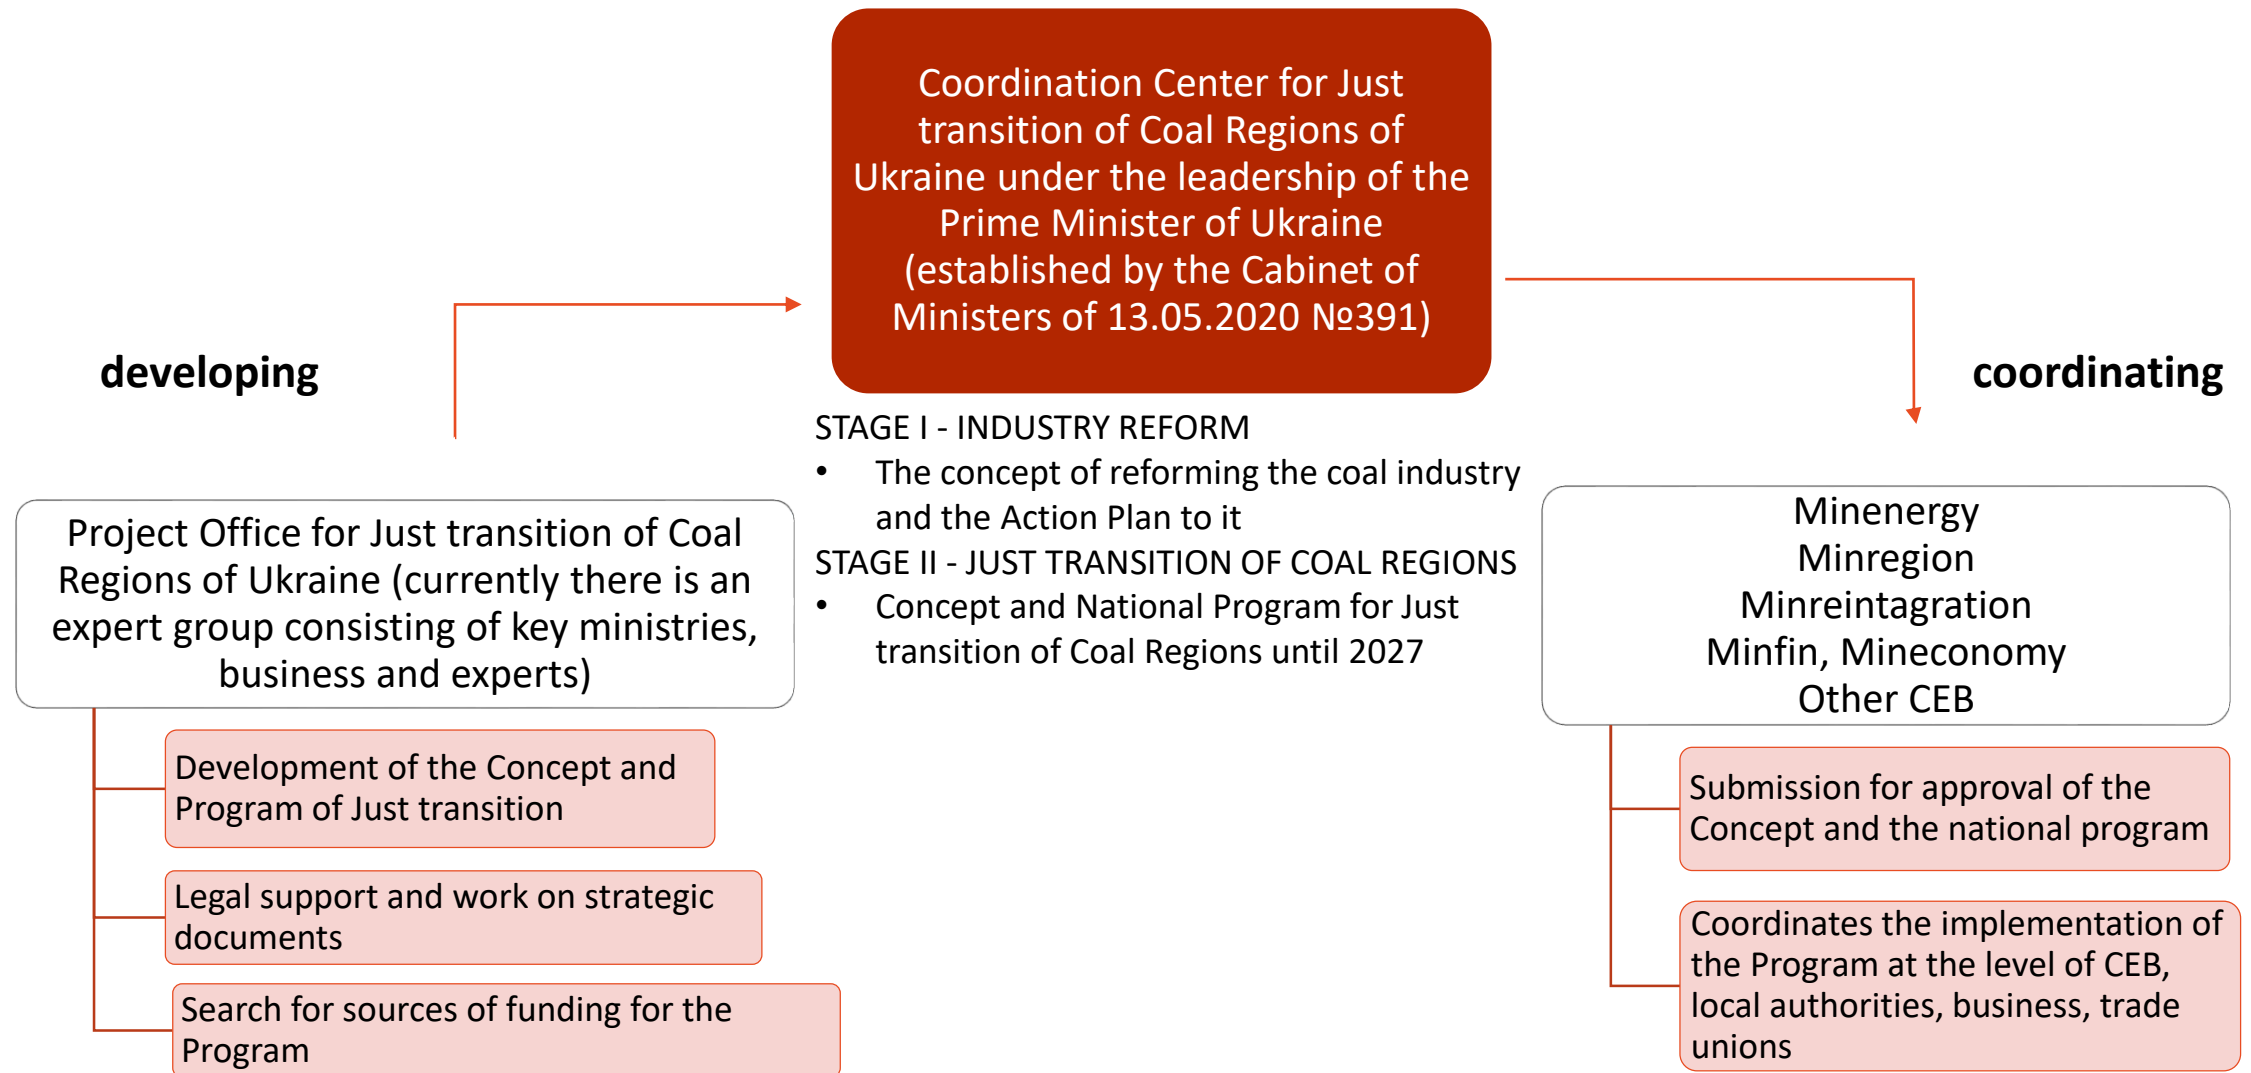 Coordination Center for Just
transition of Coal Regions of
Ukraine under the leadership of the
Prime Minister of Ukraine
(established by the Cabinet of
Ministers of 13.05.2020 №391)
developing
coordinating
STAGE I - INDUSTRY REFORM
• The concept of reforming the coal industry
and the Action Plan to it
STAGE II - JUST TRANSITION OF COAL REGIONS
• Concept and National Program for Just
transition of Coal Regions until 2027
Project Office for Just transition of Coal
Regions of Ukraine (currently there is an
expert group consisting of key ministries,
business and experts)
Development of the Concept and
Program of Just transition
Legal support and work on strategic
documents
Search for sources of funding for the
Program
Minenergy
Minregion
Minreintagration
Minfin, Mineconomy
Other CEB
Submission for approval of the
Concept and the national program
Coordinates the implementation of
the Program at the level of CEB,
local authorities, business, trade
unions